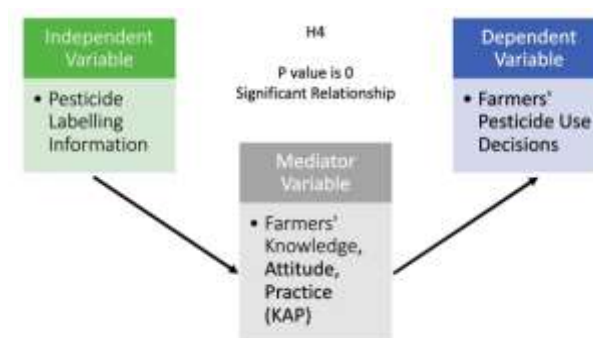 Independent
Variable
• Pesticide
Labelling
Information
H4
P value is 0
Significant Relationship
Dependent
Variable
• Farmers'
Pesticide Use
Decisions
Mediator
Variable
• Farmers'
Knowledge,
Attitude,
Practice
(KAP)